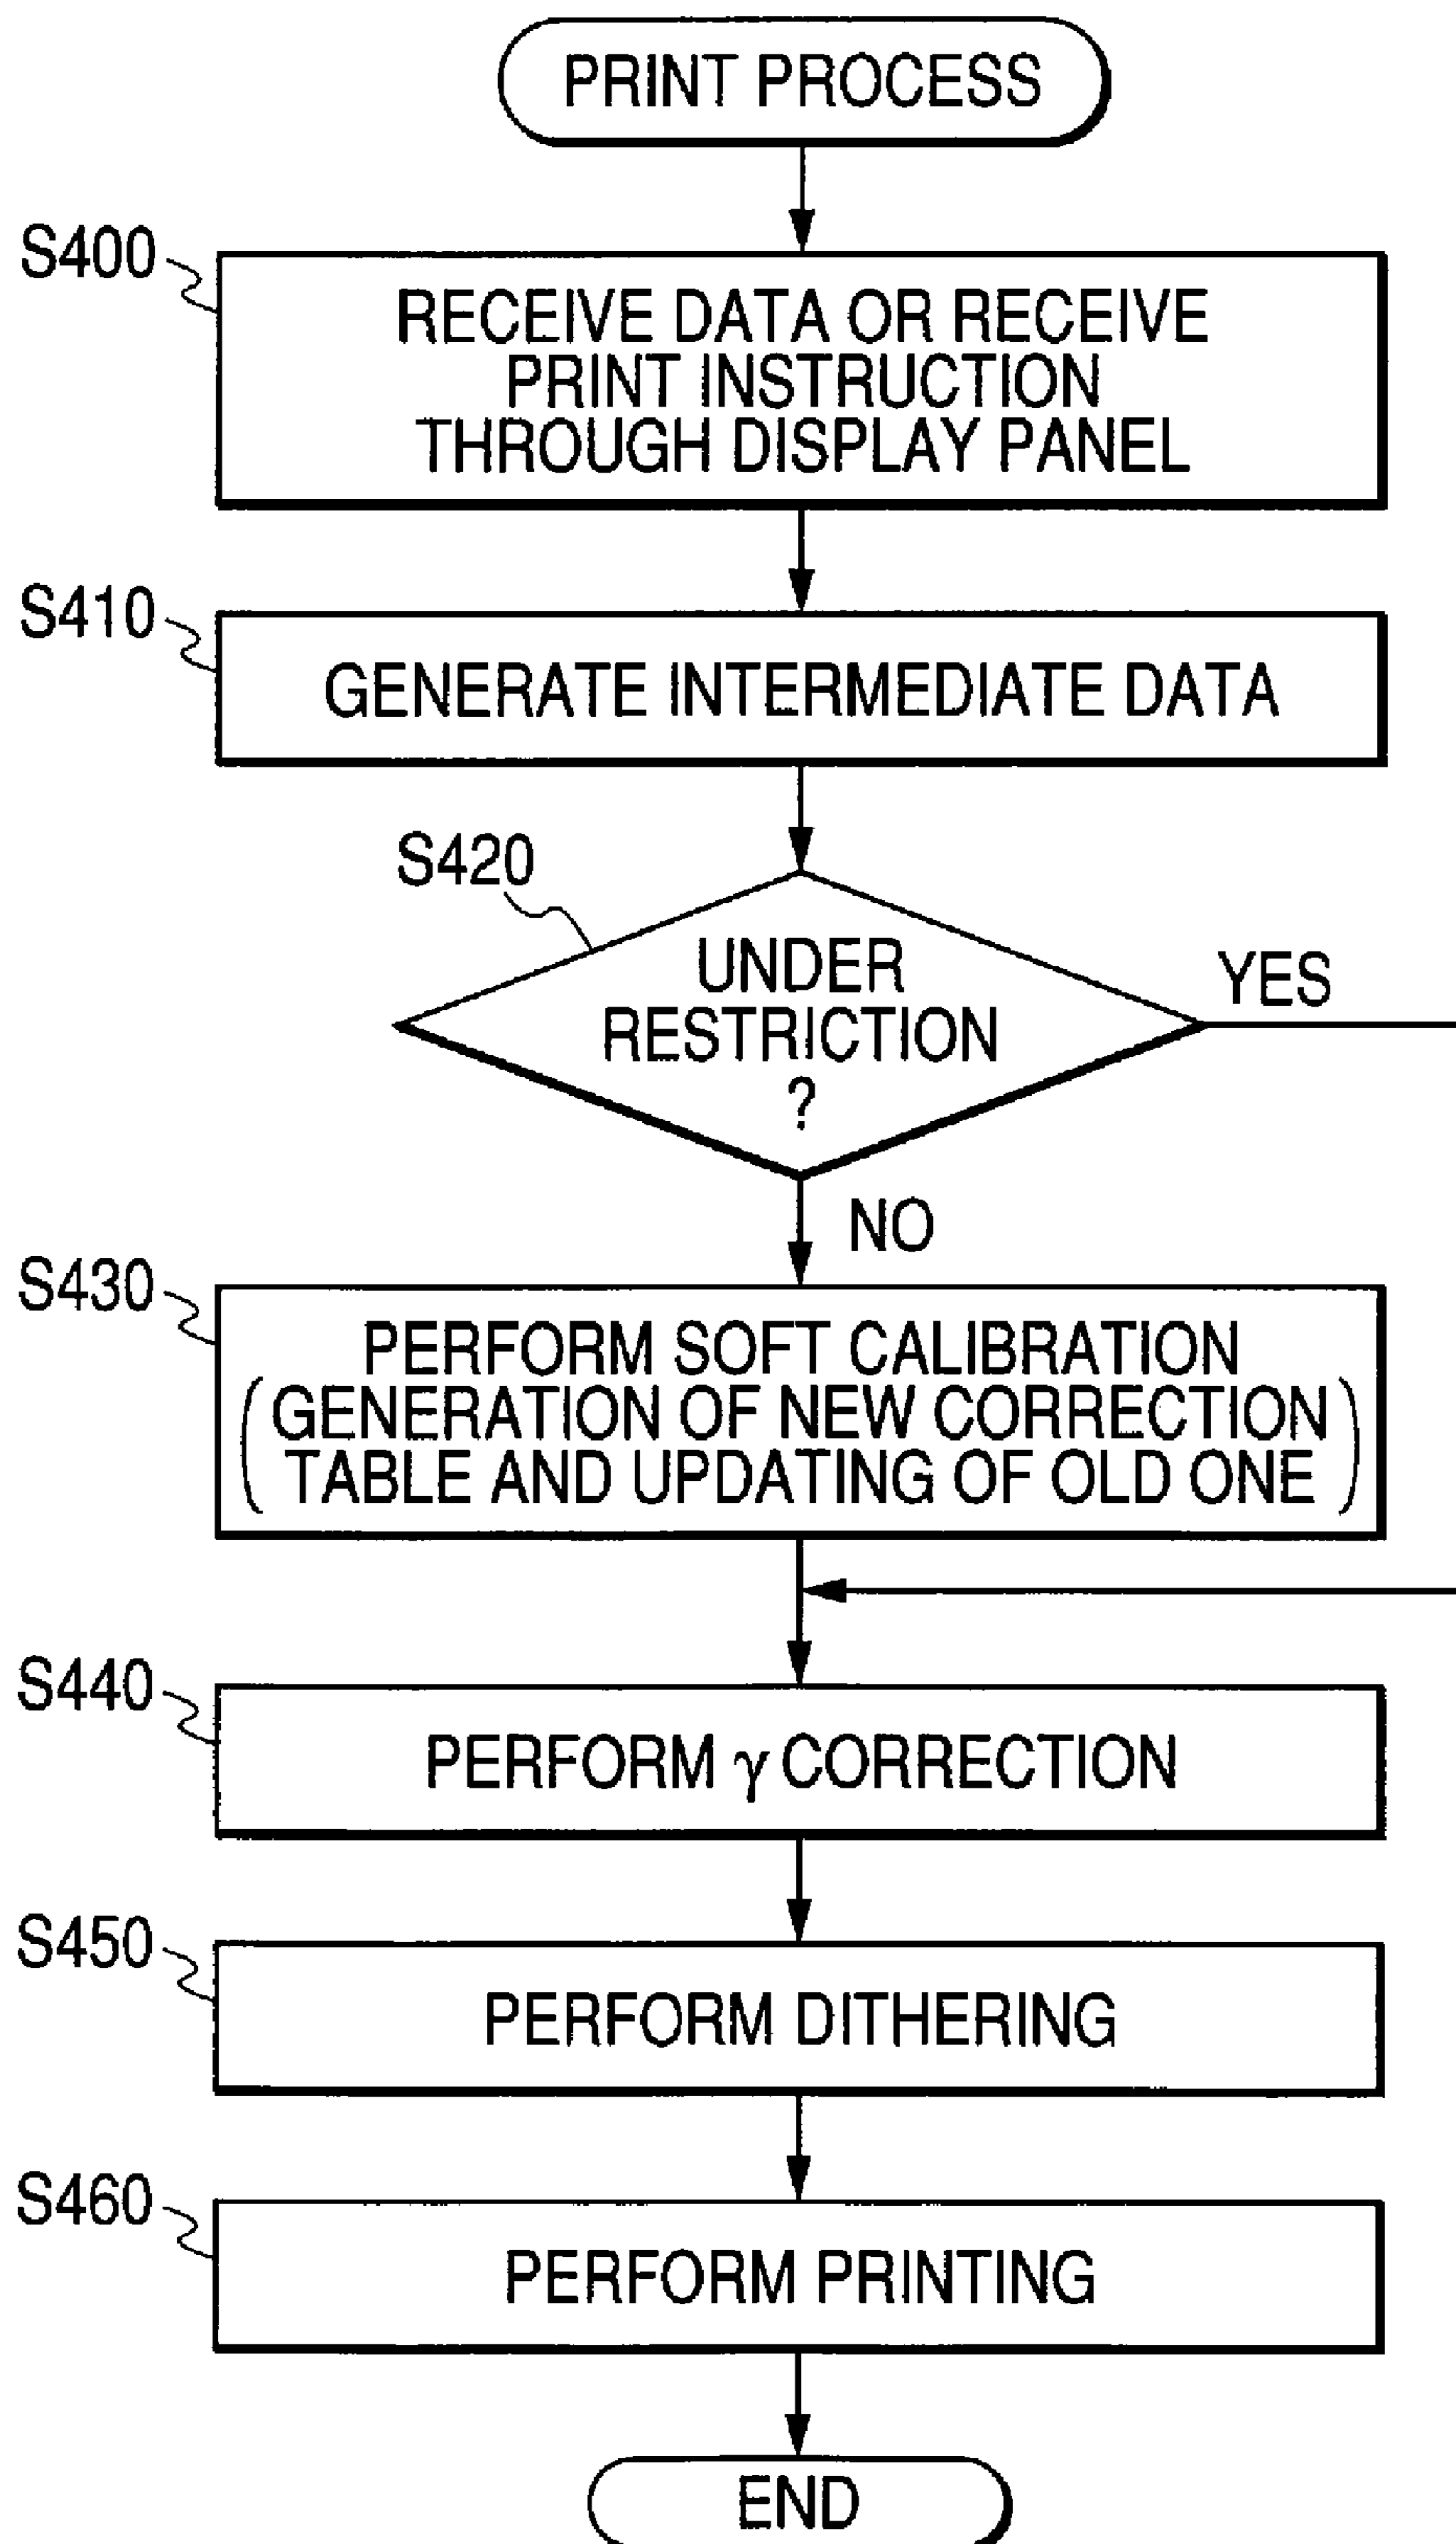 PRINT PROCESS
S400
RECEIVE DATA OR RECEIVE
PRINT INSTRUCTION
THROUGH DISPLAY PANEL
S410
GENERATE INTERMEDIATE DATA
S420
UNDER
RESTRICTION
?
YES
NO
S430
PERFORM SOFT CALIBRATION
(GENERATION OF NEW CORRECTION
TABLE AND UPDATING OF OLD ONE)
S440
PERFORM γ CORRECTION
S450
PERFORM DITHERING
S460
PERFORM PRINTING
END